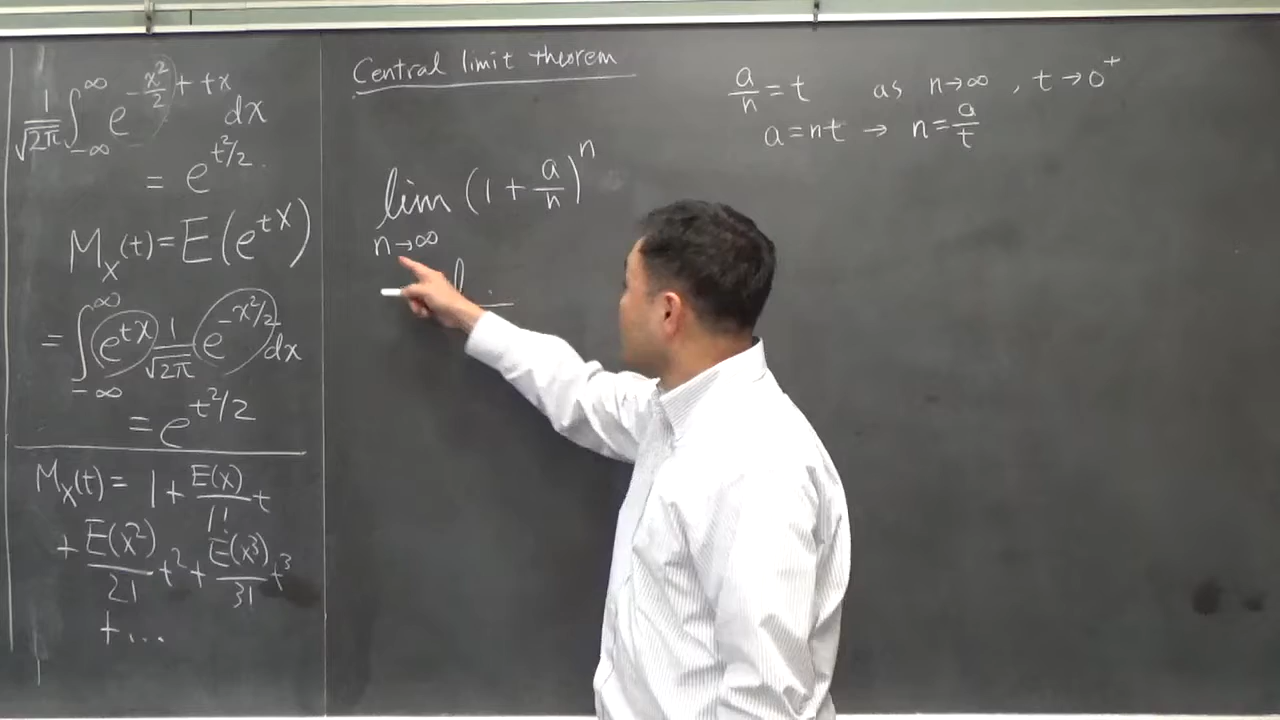 1/√2π ∫_{-∞}^{∞} e^{-x²/2 + tx} dx
= e^{t²/2}.
M_X(t) = E(e^{tX})
= ∫_{-∞}^{∞} e^{tx} 1/√2π e^{-x²/2} dx
= e^{t²/2}
M_X(t) = 1 + E(X)/1! t
+ E(X²)/2! t² + E(X³)/3! t³
+ ...
Central limit theorem
lim_{n→∞} (1 + a/n)^n
a/n = t as n→∞, t→0⁺
a = nt → n = a/t